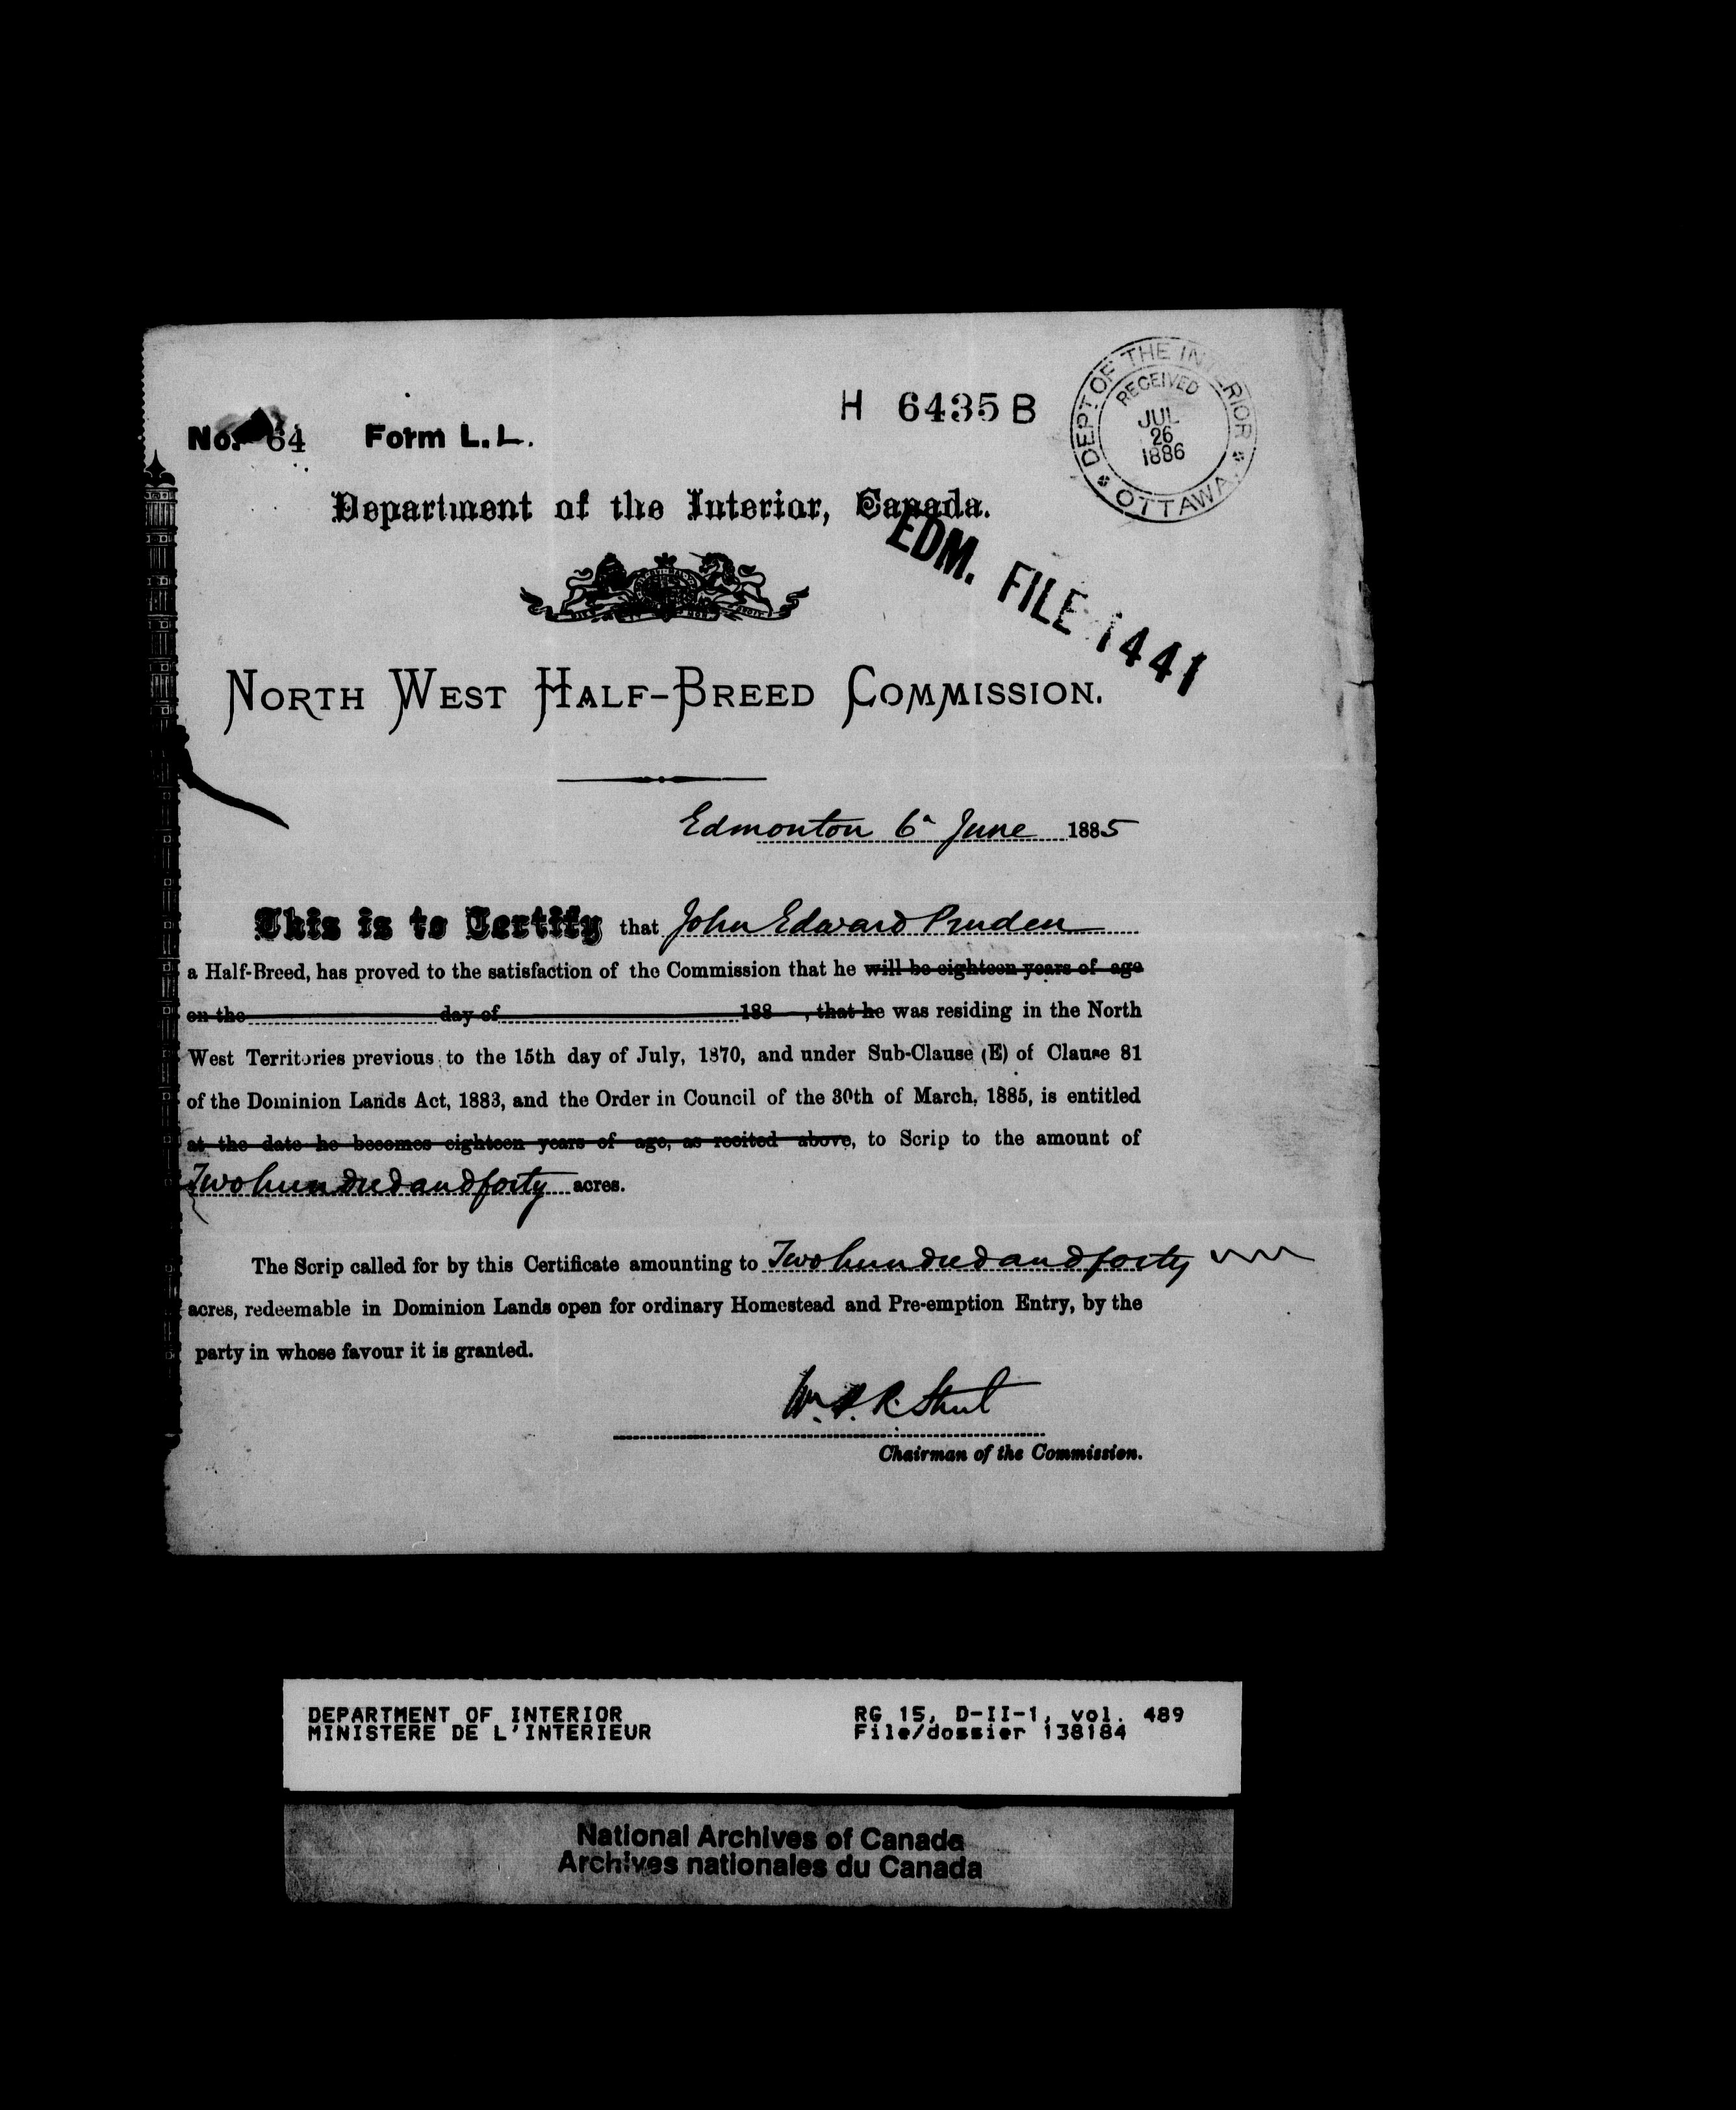 H 6435 B
DEPT OF THE INTERIOR
RECEIVED
JUL
26
1886
OTTAWA
No. 64 Form L.L.
Department of the Interior, Canada.
EDM. FILE 1441
NORTH WEST HALF-BREED COMMISSION.
Edmonton 6th June 1885
This is to Certify that John Edward Pruden
a Half-Breed, has proved to the satisfaction of the Commission that he will be eighteen years of age
on the day of 188 , that he was residing in the North
West Territories previous to the 15th day of July, 1870, and under Sub-Clause (E) of Clause 81
of the Dominion Lands Act, 1883, and the Order in Council of the 30th of March, 1885, is entitled
at the date he becomes eighteen years of age, as recited above, to Scrip to the amount of
Two hundred and forty acres.
The Scrip called for by this Certificate amounting to Two hundred and forty
acres, redeemable in Dominion Lands open for ordinary Homestead and Pre-emption Entry, by the
party in whose favour it is granted.
Wm. P. R. Street
Chairman of the Commission.
DEPARTMENT OF INTERIOR RG 15, D-II-1, vol. 489
MINISTERE DE L'INTERIEUR File/dossier 138184
National Archives of Canada
Archives nationales du Canada